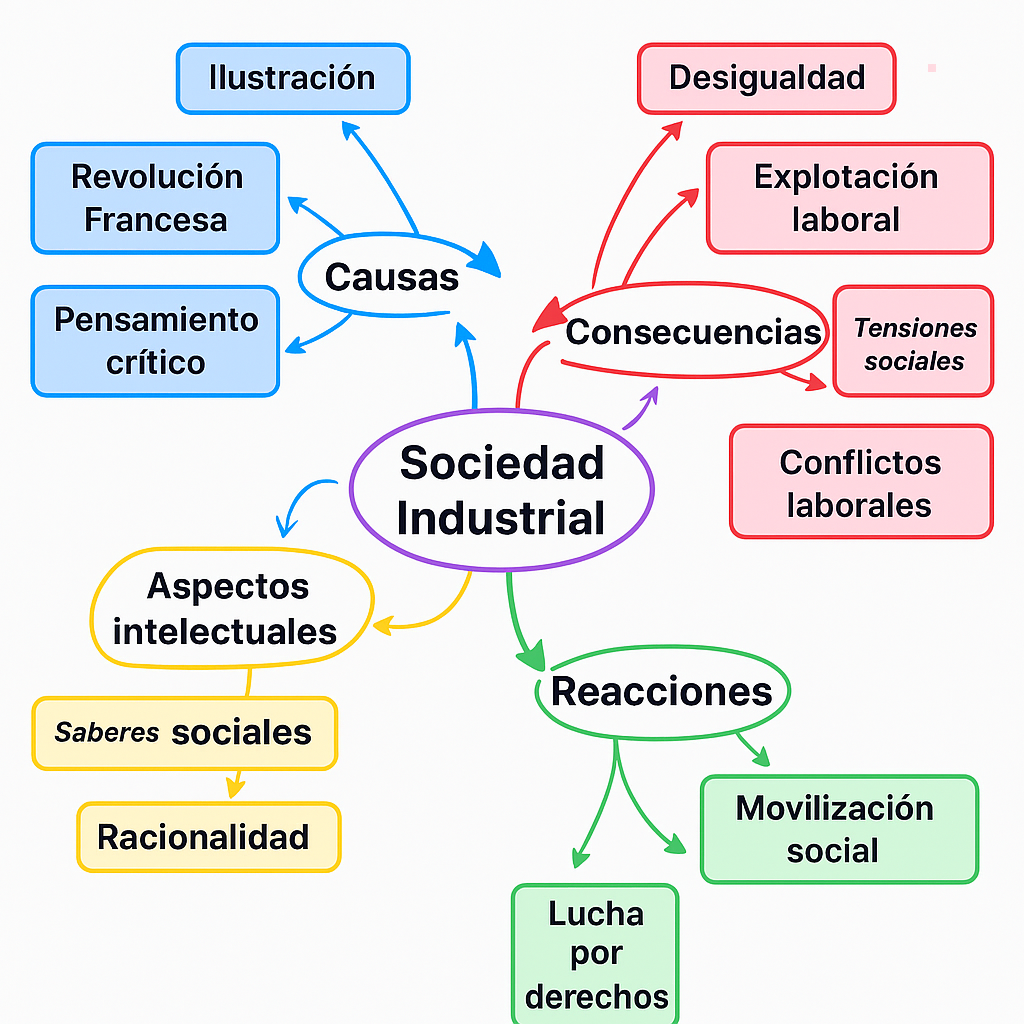 Ilustración
Desigualdad
Revolución
Francesa
Explotación
laboral
Causas
Pensamiento
crítico
Consecuencias
Tensiones
sociales
Sociedad
Industrial
Conflictos
laborales
Aspectos
intelectuales
Reacciones
Saberes sociales
Racionalidad
Movilización
social
Lucha
por
derechos